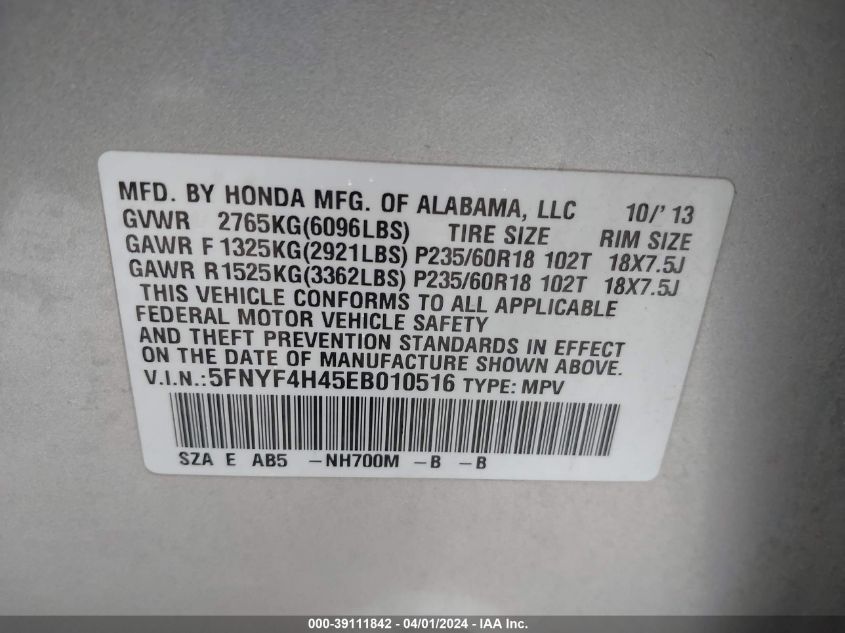 MFD. BY HONDA MFG. OF ALABAMA, LLC 10/'13
GVWR 2765KG(6096LBS) TIRE SIZE RIM SIZE
GAWR F 1325KG(2921LBS) P235/60R18 102T 18X7.5J
GAWR R1525KG(3362LBS) P235/60R18 102T 18X7.5J
THIS VEHICLE CONFORMS TO ALL APPLICABLE
FEDERAL MOTOR VEHICLE SAFETY
AND THEFT PREVENTION STANDARDS IN EFFECT
ON THE DATE OF MANUFACTURE SHOWN ABOVE.
V.I.N.:5FNYF4H45EB010516 TYPE: MPV
SZA E AB5 -NH700M -B -B
000-39111842 - 04/01/2024 - IAA Inc.